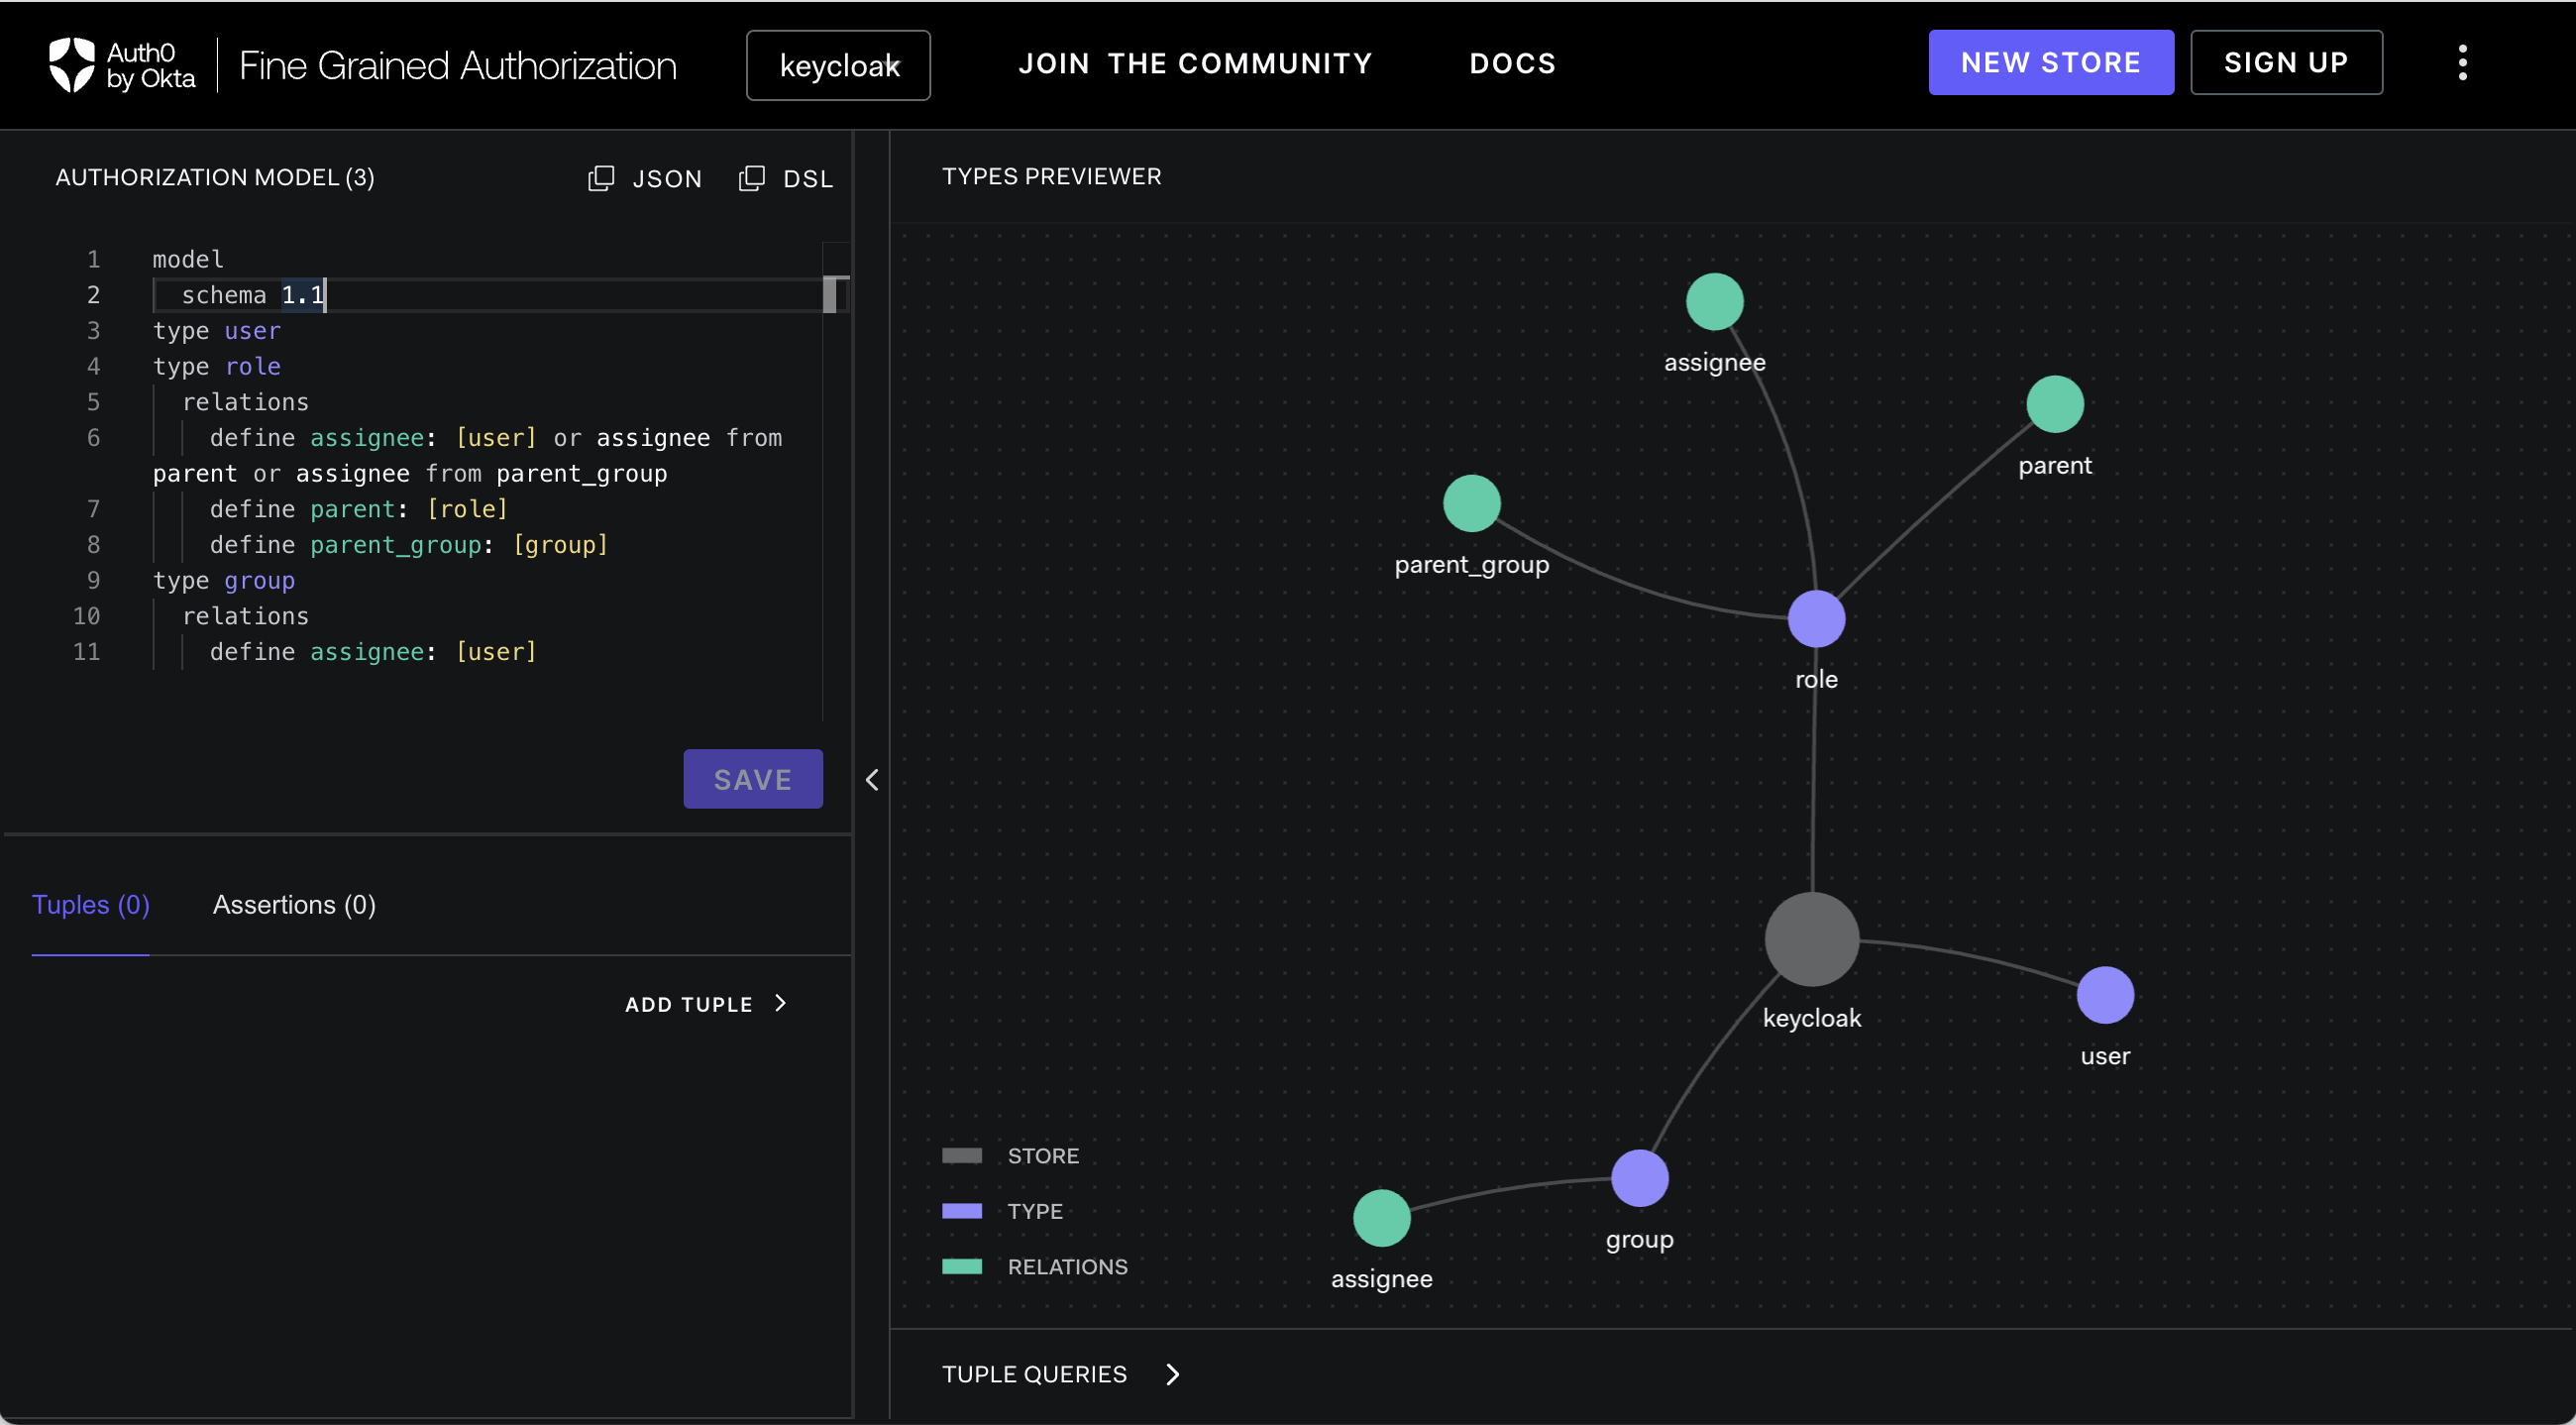 Auth0
by Okta
Fine Grained Authorization
keycloak
JOIN THE COMMUNITY
DOCS
NEW STORE
SIGN UP
AUTHORIZATION MODEL (3)
JSON
DSL
1 model
2 schema 1.1
3 type user
4 type role
5 relations
6 define assignee: [user] or assignee from
parent or assignee from parent_group
7 define parent: [role]
8 define parent_group: [group]
9 type group
10 relations
11 define assignee: [user]
SAVE
Tuples (0)
Assertions (0)
ADD TUPLE
TYPES PREVIEWER
assignee
parent
parent_group
role
keycloak
user
group
assignee
STORE
TYPE
RELATIONS
TUPLE QUERIES